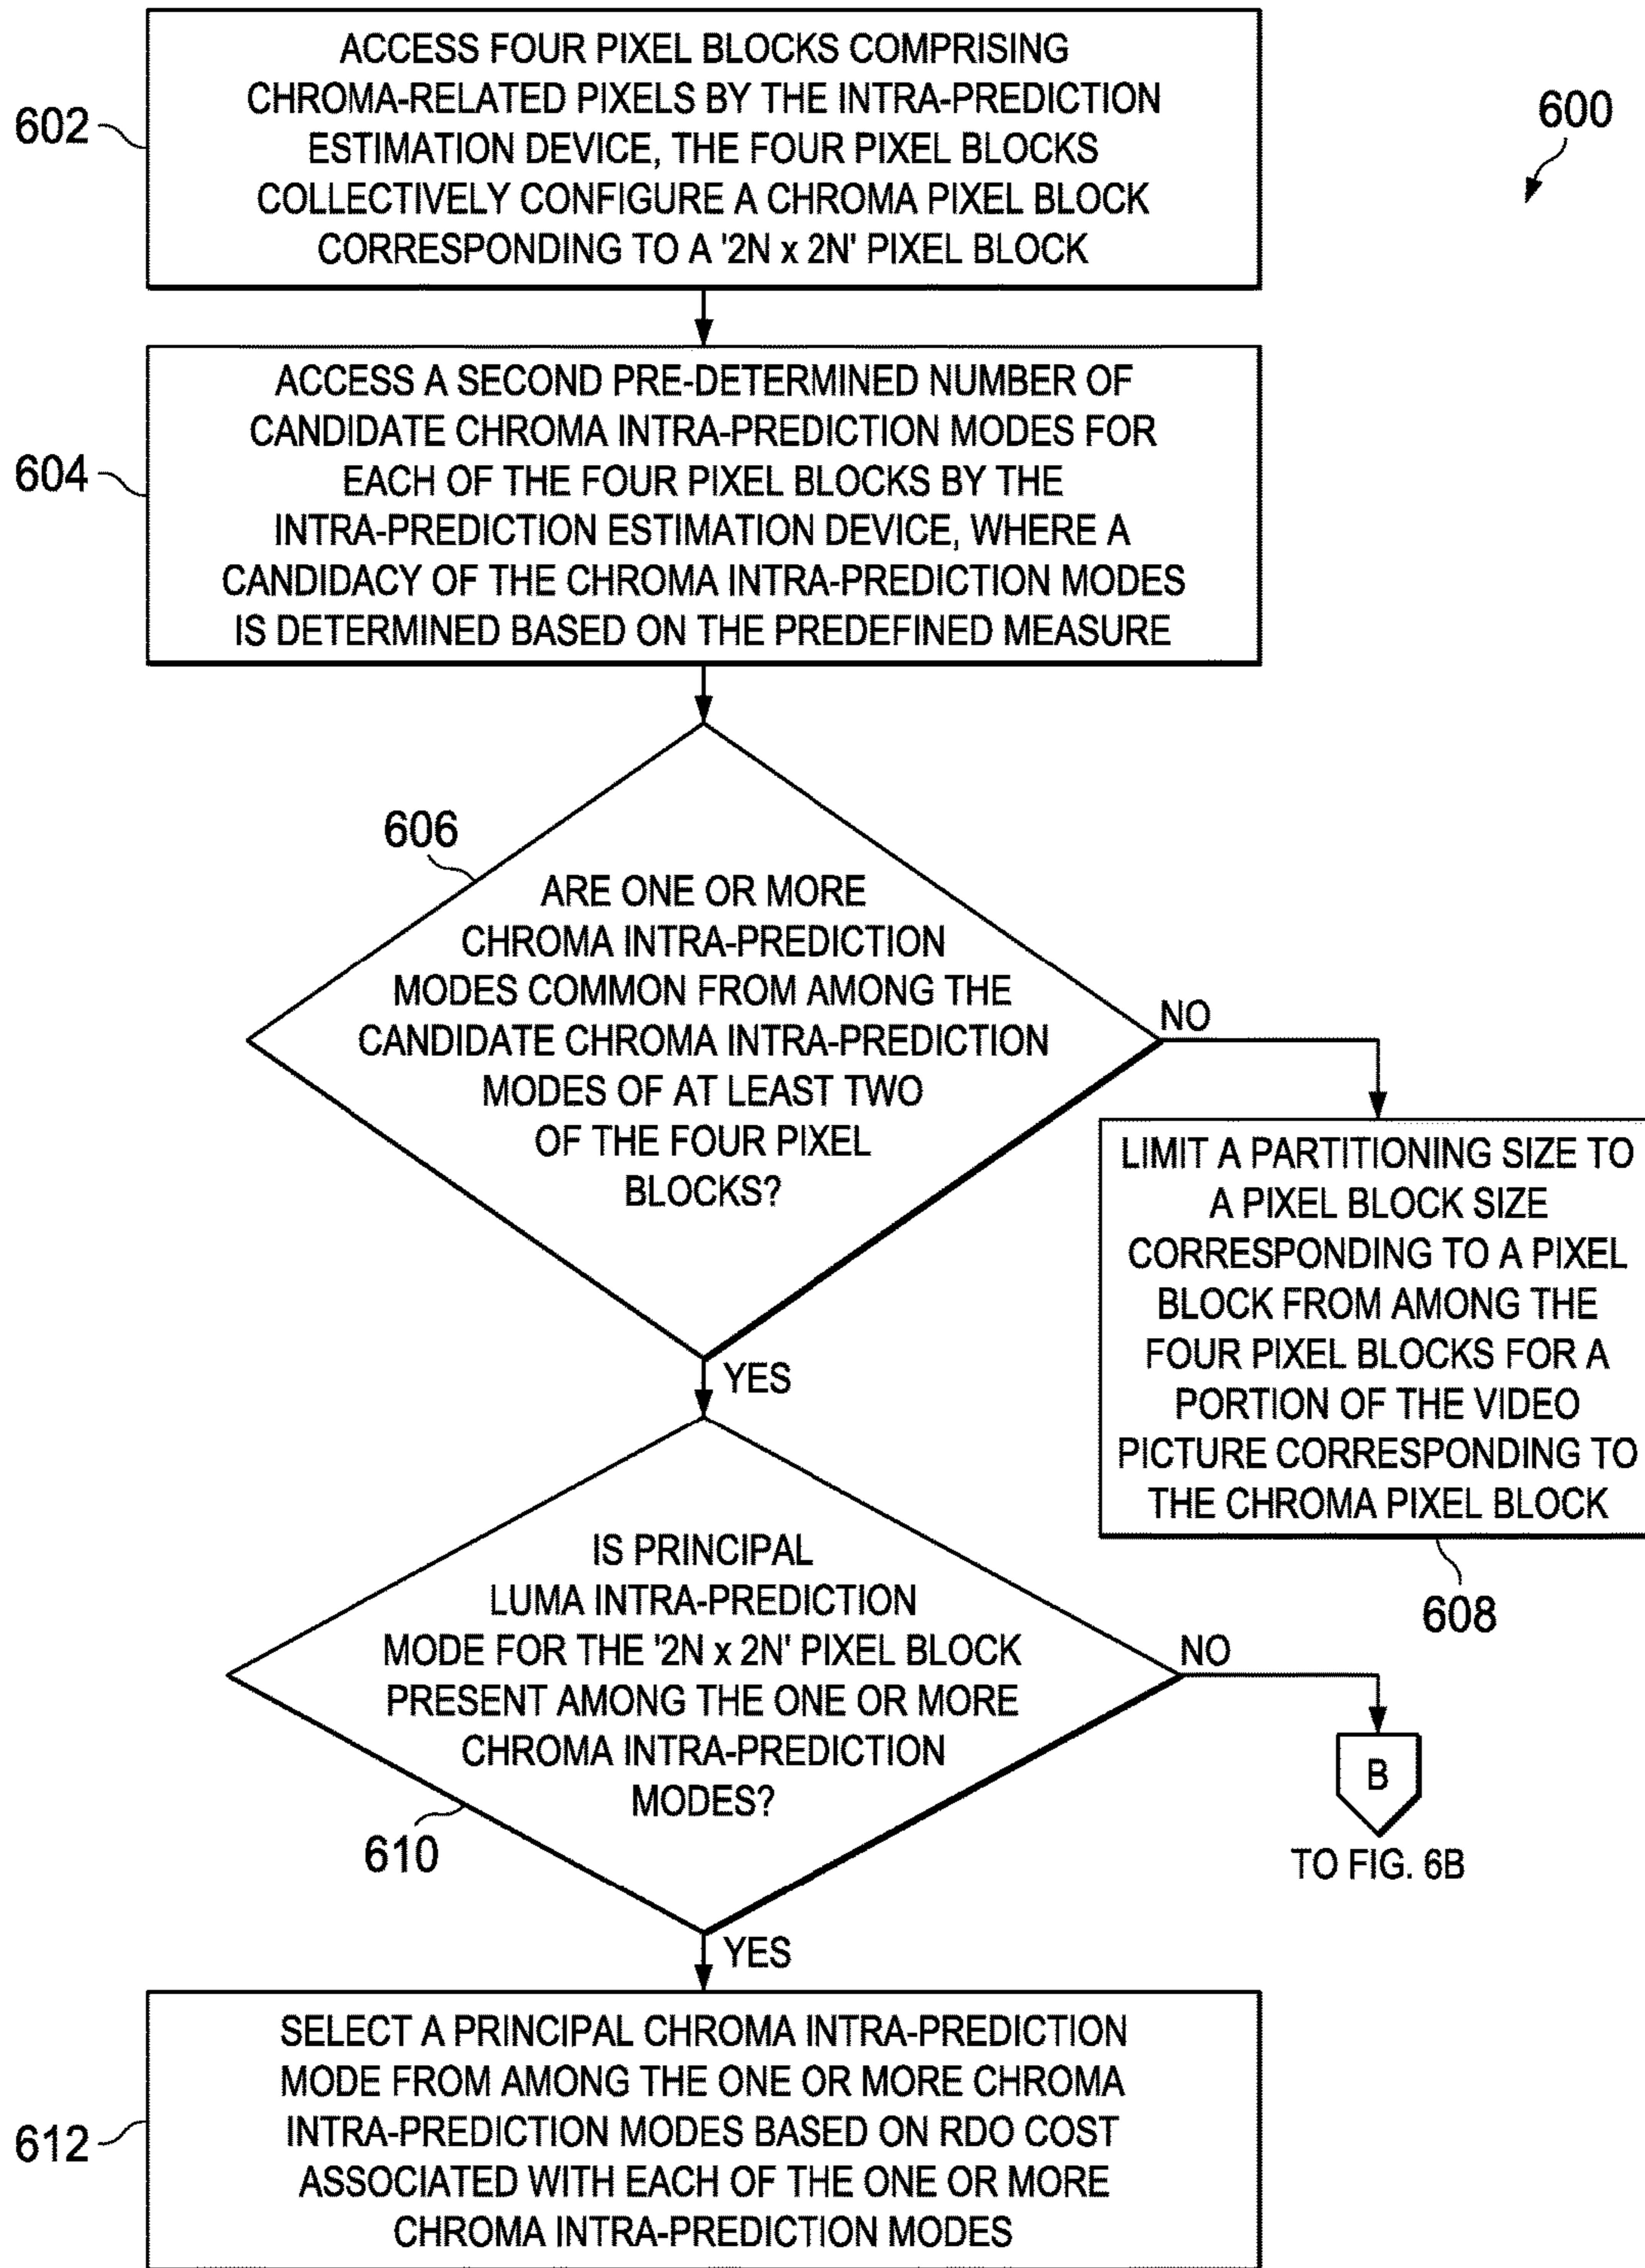 600
602
ACCESS FOUR PIXEL BLOCKS COMPRISING
CHROMA-RELATED PIXELS BY THE INTRA-PREDICTION
ESTIMATION DEVICE, THE FOUR PIXEL BLOCKS
COLLECTIVELY CONFIGURE A CHROMA PIXEL BLOCK
CORRESPONDING TO A '2N x 2N' PIXEL BLOCK
604
ACCESS A SECOND PRE-DETERMINED NUMBER OF
CANDIDATE CHROMA INTRA-PREDICTION MODES FOR
EACH OF THE FOUR PIXEL BLOCKS BY THE
INTRA-PREDICTION ESTIMATION DEVICE, WHERE A
CANDIDACY OF THE CHROMA INTRA-PREDICTION MODES
IS DETERMINED BASED ON THE PREDEFINED MEASURE
606
ARE ONE OR MORE
CHROMA INTRA-PREDICTION
MODES COMMON FROM AMONG THE
CANDIDATE CHROMA INTRA-PREDICTION
MODES OF AT LEAST TWO
OF THE FOUR PIXEL
BLOCKS?
NO
LIMIT A PARTITIONING SIZE TO
A PIXEL BLOCK SIZE
CORRESPONDING TO A PIXEL
BLOCK FROM AMONG THE
FOUR PIXEL BLOCKS FOR A
PORTION OF THE VIDEO
PICTURE CORRESPONDING TO
THE CHROMA PIXEL BLOCK
608
YES
IS PRINCIPAL
LUMA INTRA-PREDICTION
MODE FOR THE '2N x 2N' PIXEL BLOCK
PRESENT AMONG THE ONE OR MORE
CHROMA INTRA-PREDICTION
MODES?
610
NO
B
TO FIG. 6B
YES
612
SELECT A PRINCIPAL CHROMA INTRA-PREDICTION
MODE FROM AMONG THE ONE OR MORE CHROMA
INTRA-PREDICTION MODES BASED ON RDO COST
ASSOCIATED WITH EACH OF THE ONE OR MORE
CHROMA INTRA-PREDICTION MODES